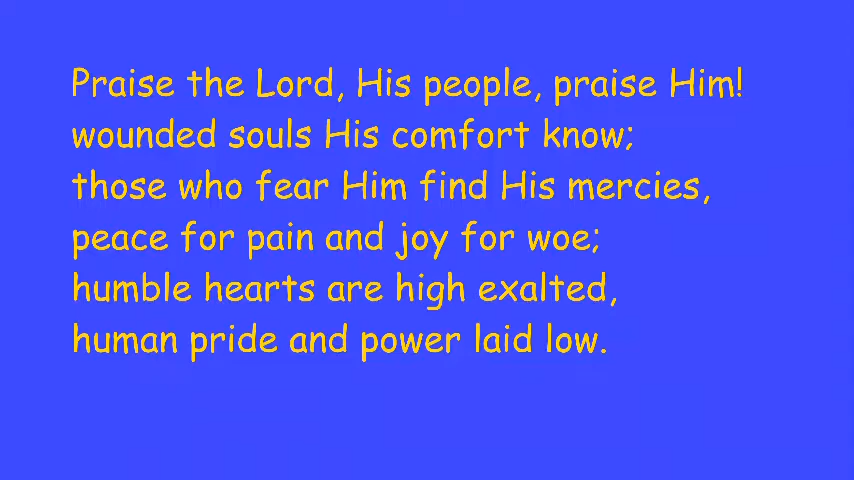 Praise the Lord, His people, praise Him!
wounded souls His comfort know;
those who fear Him find His mercies,
peace for pain and joy for woe;
humble hearts are high exalted,
human pride and power laid low.